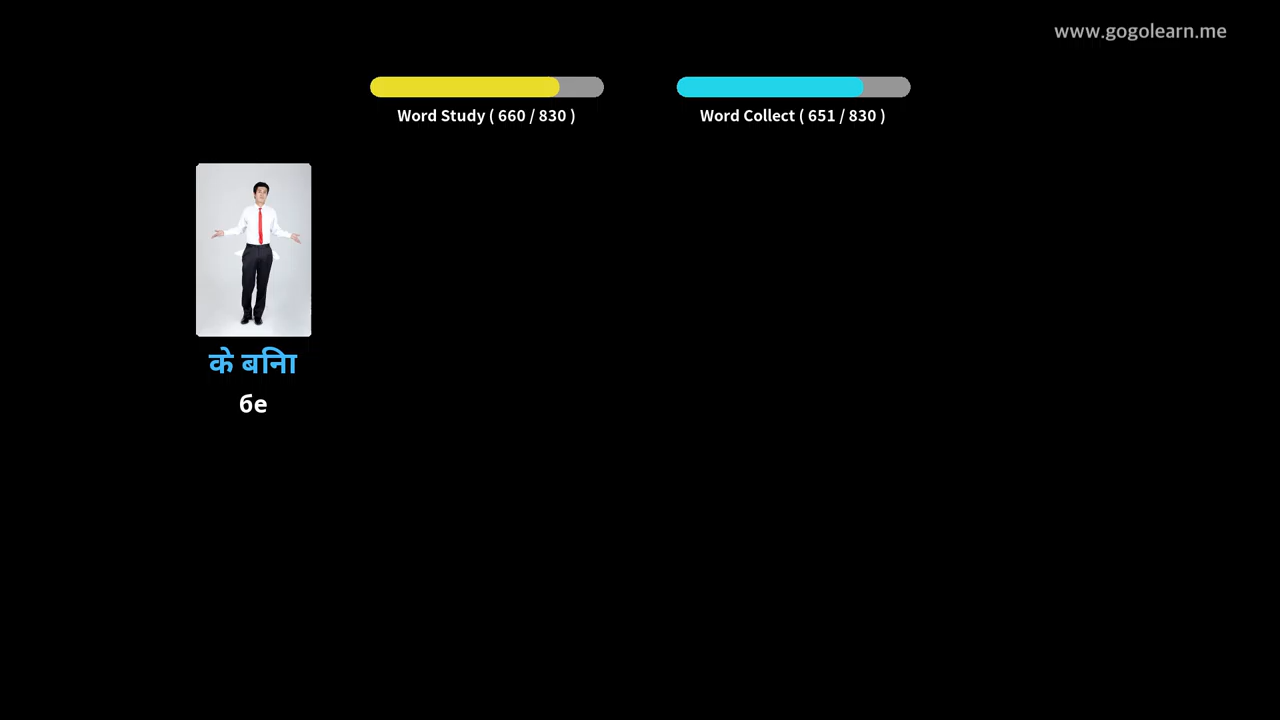 www.gogolearn.me
Word Study ( 660 / 830 )
Word Collect ( 651 / 830 )
के बिना
бе